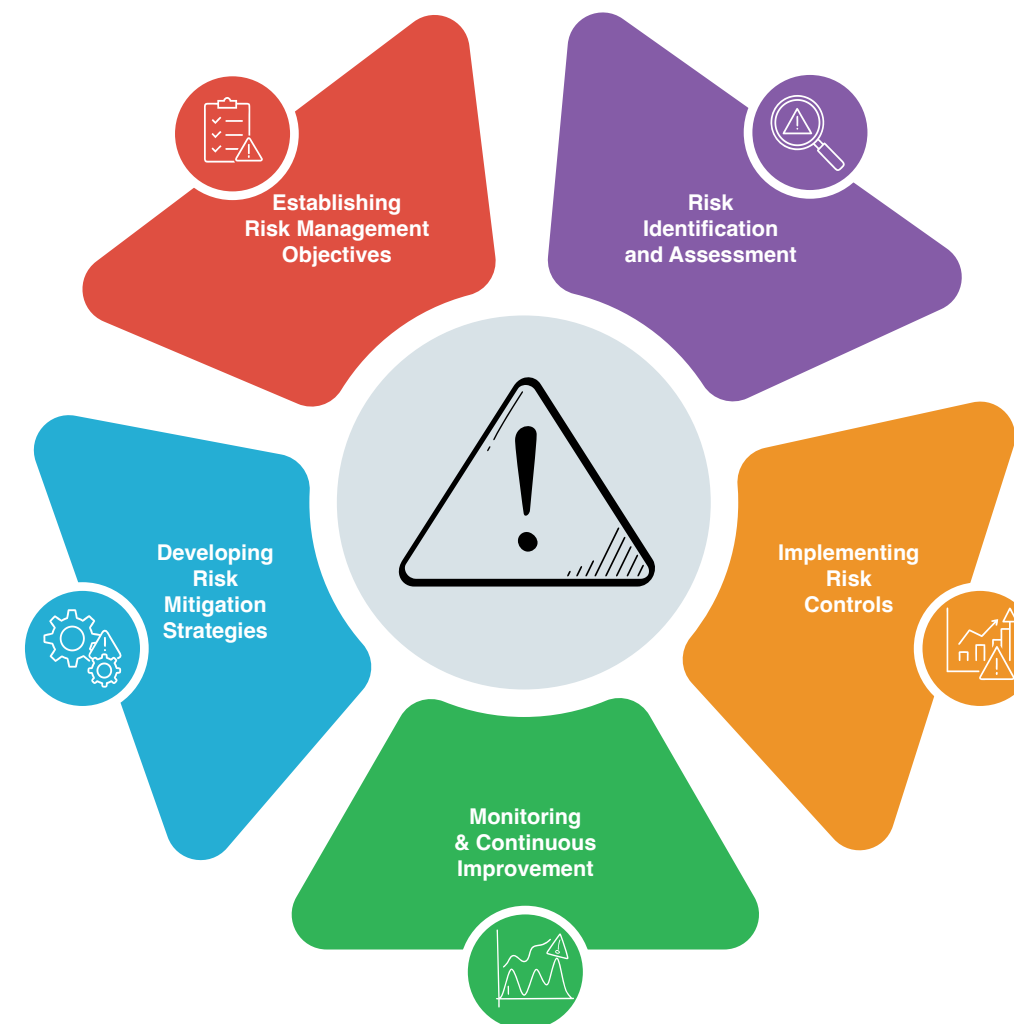 Establishing
Risk Management
Objectives
Risk
Identification
and Assessment
Developing
Risk
Mitigation
Strategies
Implementing
Risk
Controls
Monitoring
& Continuous
Improvement